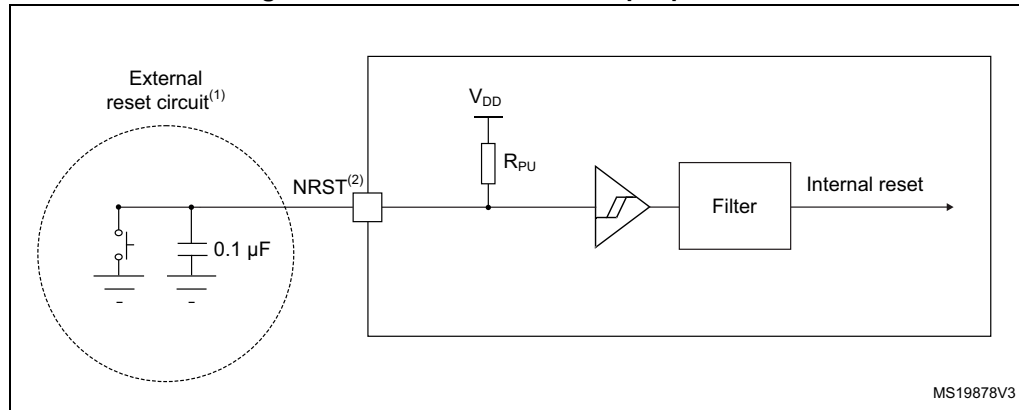 External
reset circuit(1)
VDD
RPU
NRST(2)
Internal reset
Filter
0.1 µF
MS19878V3